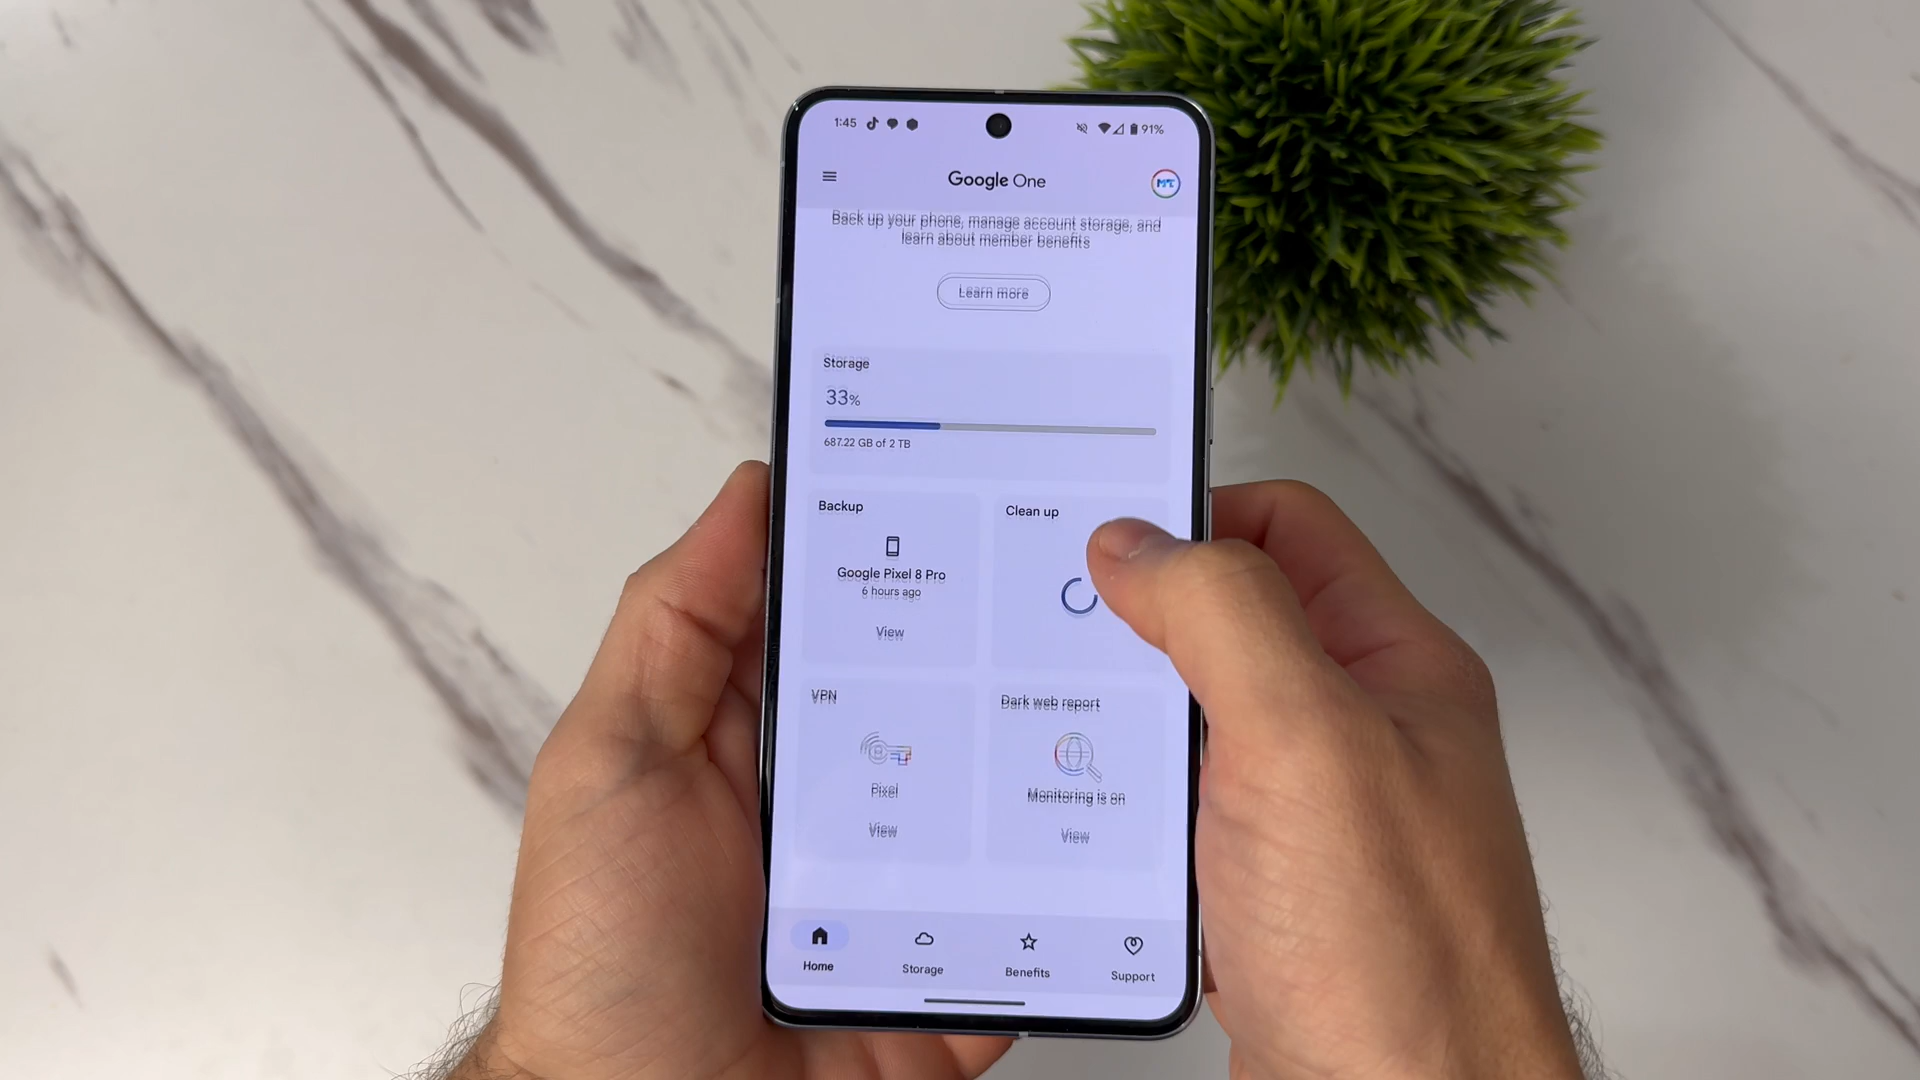 1:45
91%
Google One
MT
Back up your phone, manage account storage, and
learn about member benefits
Learn more
Storage
33%
687.22 GB of 2 TB
Backup
Clean up
Google Pixel 8 Pro
6 hours ago
View
VPN
Dark web report
Pixel
Monitoring is on
View
View
Home
Storage
Benefits
Support